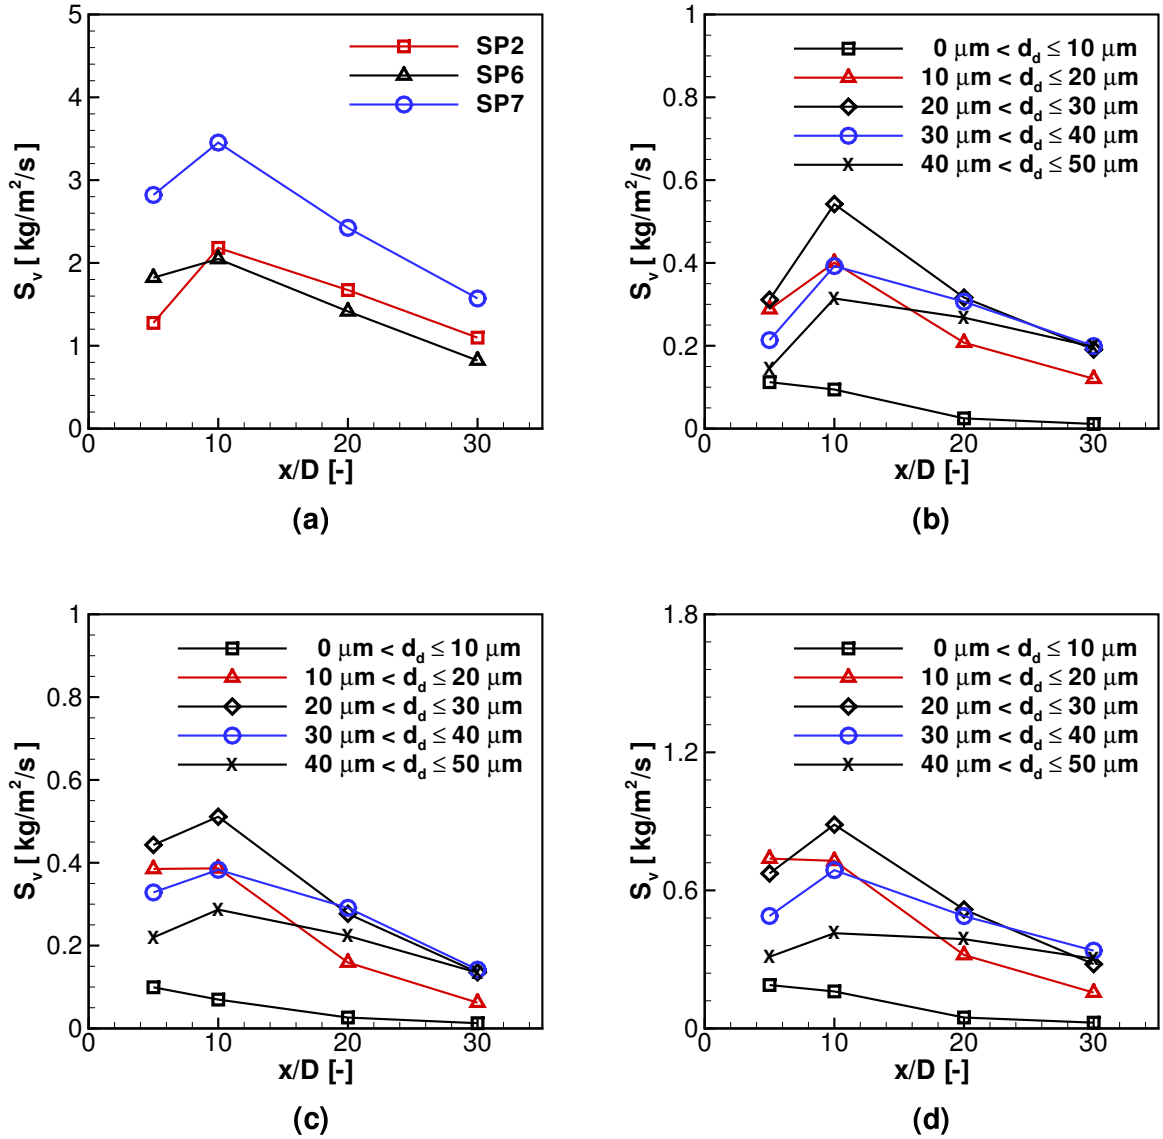 5
4
3
2
1
0
0
10
20
30
S_v [ kg/m²/s]
x/D [-]
SP2
SP6
SP7
(a)
1
0.8
0.6
0.4
0.2
0
0
10
20
30
S_v [ kg/m²/s]
x/D [-]
0 μm < d_d ≤ 10 μm
10 μm < d_d ≤ 20 μm
20 μm < d_d ≤ 30 μm
30 μm < d_d ≤ 40 μm
40 μm < d_d ≤ 50 μm
(b)
1
0.8
0.6
0.4
0.2
0
0
10
20
30
S_v [ kg/m²/s]
x/D [-]
0 μm < d_d ≤ 10 μm
10 μm < d_d ≤ 20 μm
20 μm < d_d ≤ 30 μm
30 μm < d_d ≤ 40 μm
40 μm < d_d ≤ 50 μm
(c)
1.8
1.2
0.6
0
0
10
20
30
S_v [ kg/m²/s]
x/D [-]
0 μm < d_d ≤ 10 μm
10 μm < d_d ≤ 20 μm
20 μm < d_d ≤ 30 μm
30 μm < d_d ≤ 40 μm
40 μm < d_d ≤ 50 μm
(d)